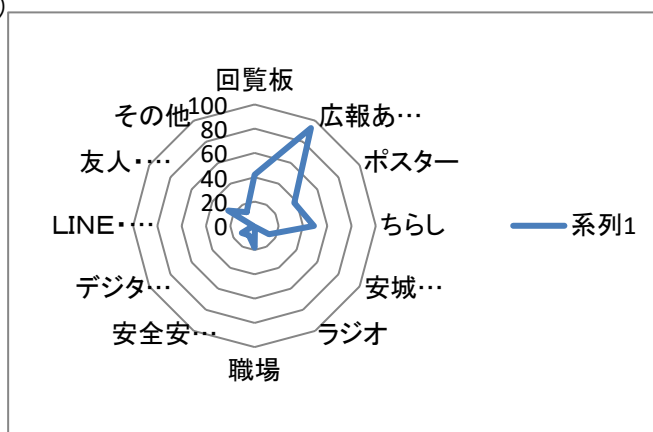 )
回覧板
広報あ…
ポスター
ちらし
安城…
ラジオ
職場
安全安…
デジタ…
LINE・…
友人・…
その他
100
80
60
40
20
0
系列1